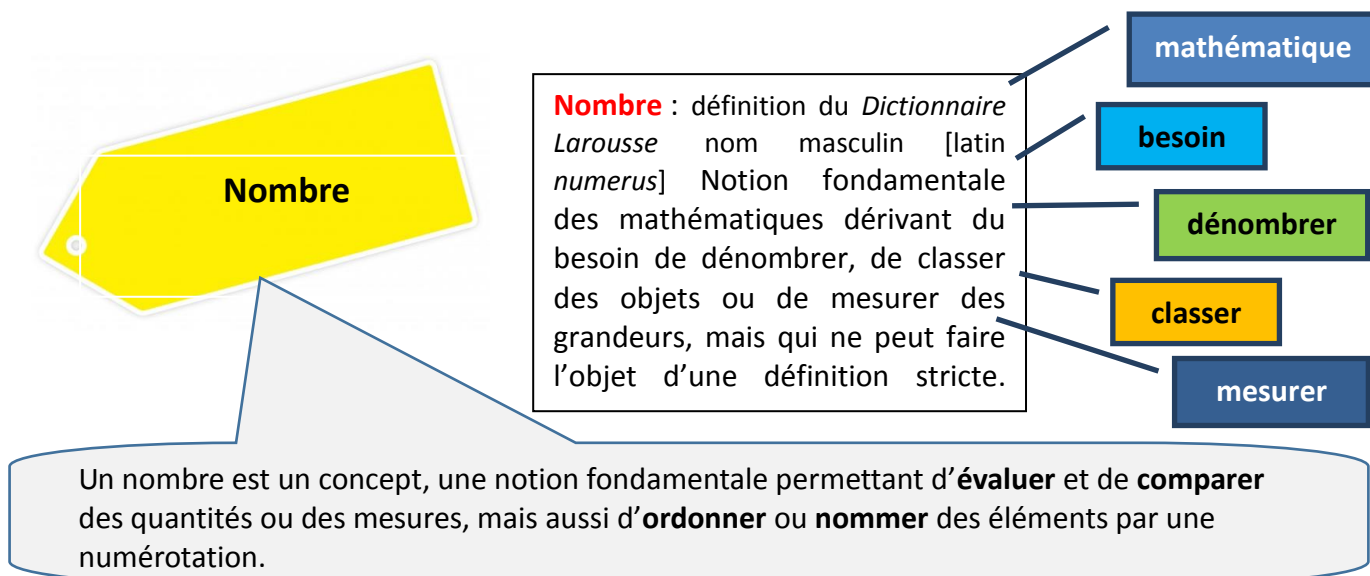 Nombre
Nombre : définition du Dictionnaire
Larousse nom masculin [latin
numerus] Notion fondamentale
des mathématiques dérivant du
besoin de dénombrer, de classer
des objets ou de mesurer des
grandeurs, mais qui ne peut faire
l’objet d’une définition stricte.
mathématique
besoin
dénombrer
classer
mesurer
Un nombre est un concept, une notion fondamentale permettant d’évaluer et de comparer
des quantités ou des mesures, mais aussi d’ordonner ou nommer des éléments par une
numérotation.